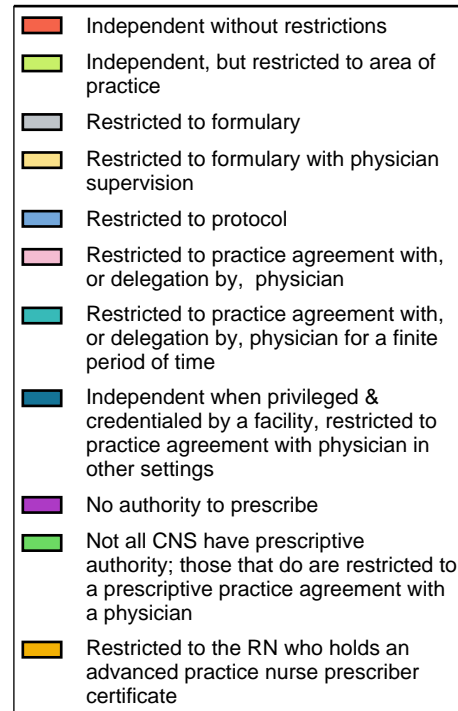 Independent without restrictions
Independent, but restricted to area of
practice
Restricted to formulary
Restricted to formulary with physician
supervision
Restricted to protocol
Restricted to practice agreement with,
or delegation by,  physician
Restricted to practice agreement with,
or delegation by, physician for a finite
period of time
Independent when privileged &
credentialed by a facility, restricted to
practice agreement with physician in
other settings
No authority to prescribe
Not all CNS have prescriptive
authority; those that do are restricted to
a prescriptive practice agreement with
a physician
Restricted to the RN who holds an
advanced practice nurse prescriber
certificate